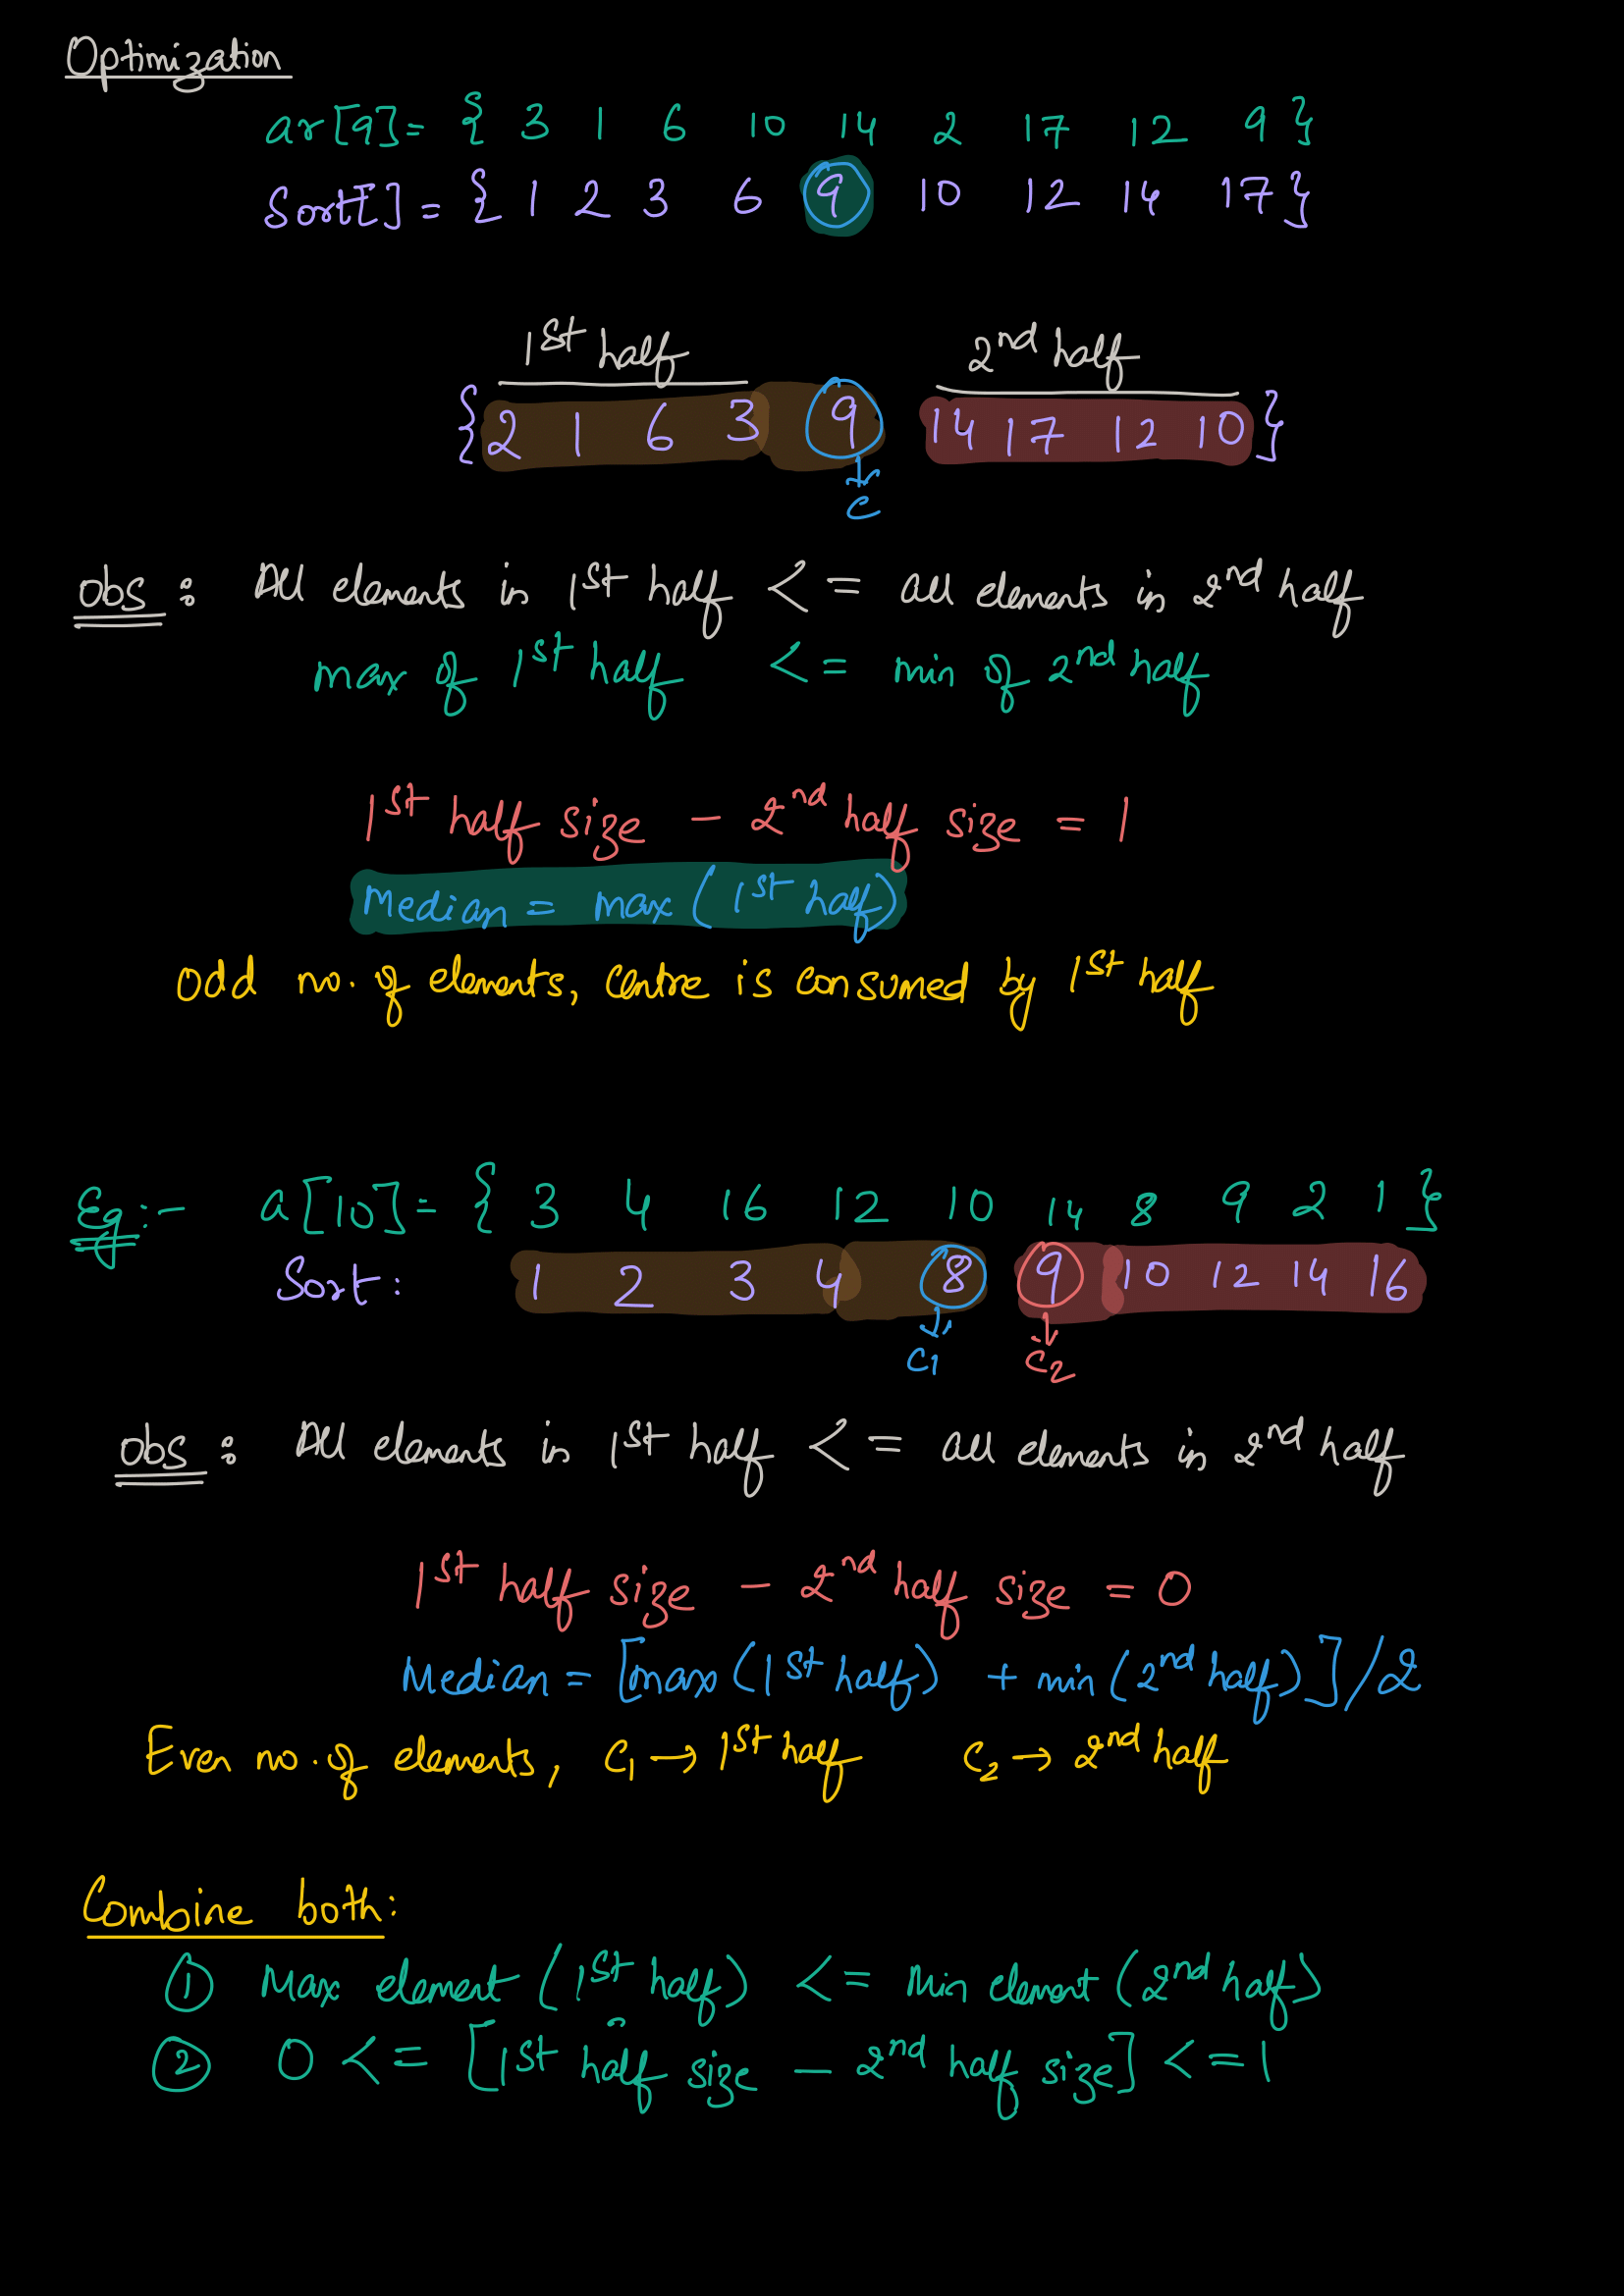 Optimization
ar[9]= { 3 1 6 10 14 2 17 12 9 }
Sort[] = { 1 2 3 6 9 10 12 14 17 }
1st half 2nd half
{ 2 1 6 3 9 14 17 12 10 }
c
obs : All elements in 1st half <= all elements in 2nd half
max of 1st half <= min of 2nd half
1st half size - 2nd half size = 1
Median = max (1st half)
odd no. of elements, centre is consumed by 1st half
Eg:- a[10]= { 3 4 16 12 10 14 8 9 2 1 }
Sort: 1 2 3 4 8 9 10 12 14 16
c1 c2
obs : All elements in 1st half <= all elements in 2nd half
1st half size - 2nd half size = 0
Median = [max (1st half) + min (2nd half)]/2
Even no. of elements, c1 → 1st half c2 → 2nd half
Combine both:
① Max element (1st half) <= Min element (2nd half)
② 0 <= [1st half size - 2nd half size] <= 1